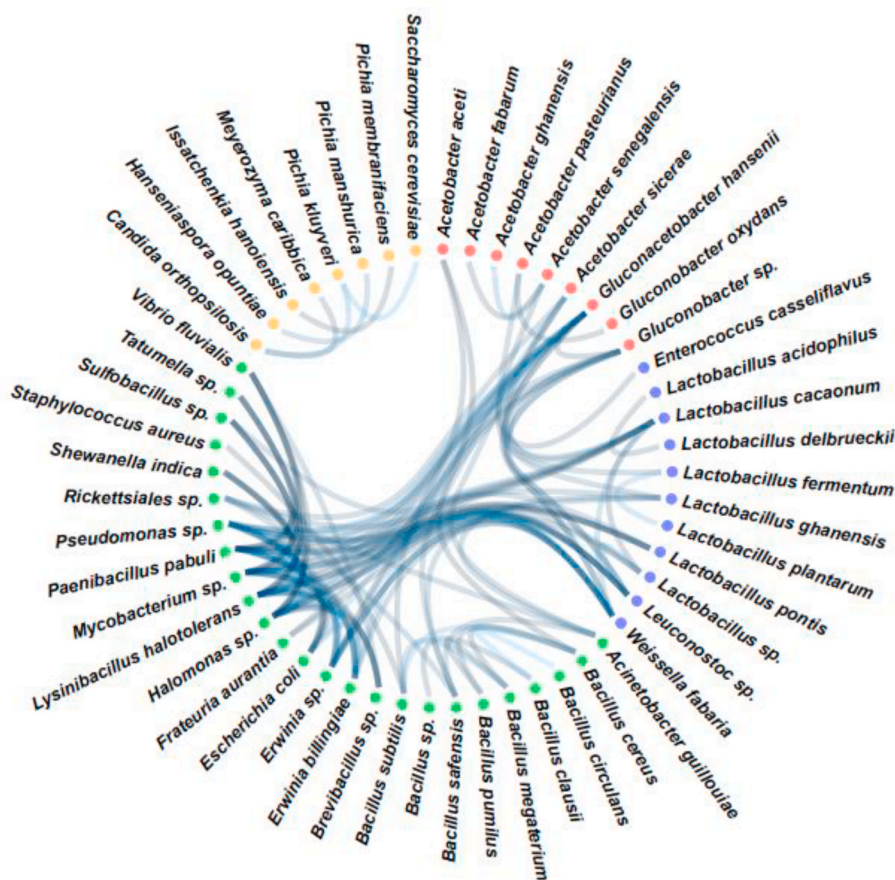 Saccharomyces cerevisiae
Acetobacter aceti
Acetobacter fabarum
Acetobacter ghanensis
Acetobacter pasteurianus
Acetobacter senegalensis
Acetobacter sicerae
Gluconacetobacter hansenii
Gluconobacter oxydans
Gluconobacter sp.
Enterococcus casseliflavus
Lactobacillus acidophilus
Lactobacillus cacaonum
Lactobacillus delbrueckii
Lactobacillus fermentum
Lactobacillus ghanensis
Lactobacillus plantarum
Lactobacillus pontis
Lactobacillus sp.
Leuconostoc sp.
Weissella fabaria
Acinetobacter guillouiae
Bacillus cereus
Bacillus circulans
Bacillus clausii
Bacillus megaterium
Bacillus pumilus
Bacillus safensis
Bacillus sp.
Bacillus subtilis
Brevibacillus sp.
Erwinia billingiae
Erwinia sp.
Escherichia coli
Frateuria aurantia
Halomonas sp.
Lysinibacillus halotolerans
Mycobacterium sp.
Paenibacillus pabuli
Pseudomonas sp.
Rickettsiales sp.
Shewanella indica
Staphylococcus aureus
Sulfobacillus sp.
Tatumella sp.
Vibrio fluvialis
Candida orthopsilosis
Hanseniaspora opuntiae
Issatchenkia hanoiensis
Meyerozyma caribbica
Pichia kluyveri
Pichia manshurica
Pichia membranifaciens